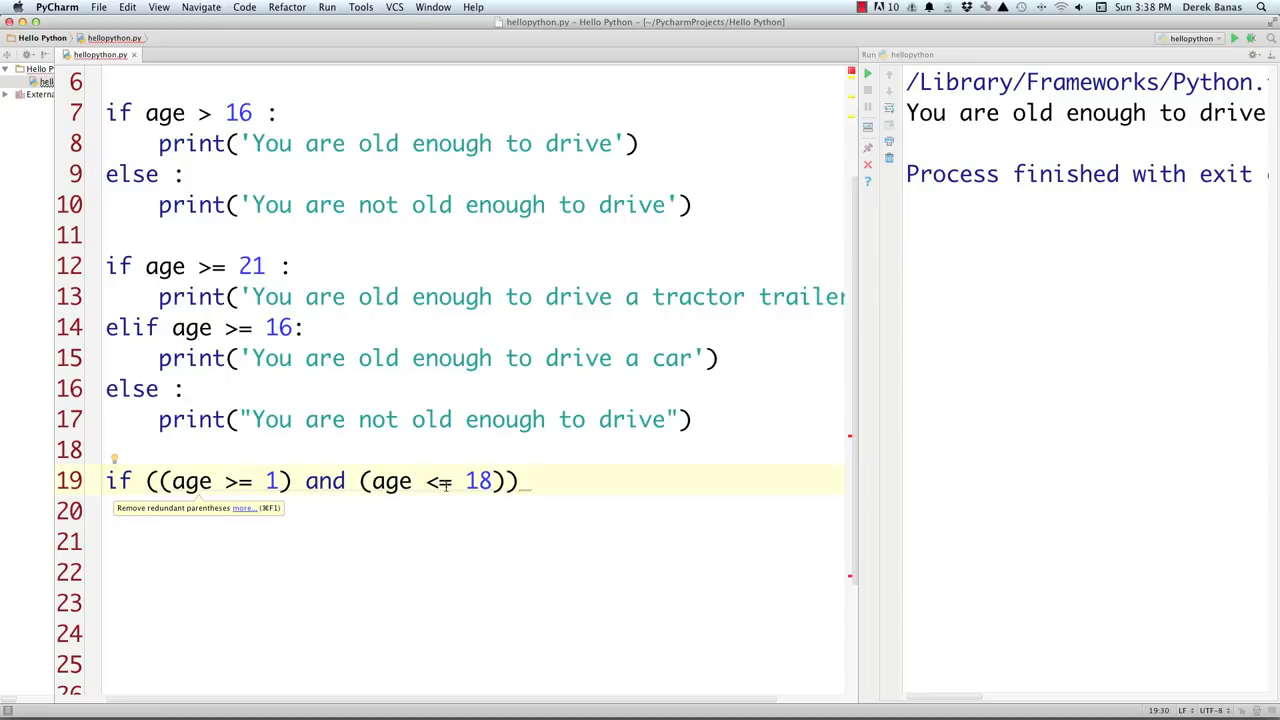 PyCharm File Edit View Navigate Code Refactor Run Tools VCS Window Help 10 Sun 3:38 PM Derek Banas
hellopython.py - Hello Python - [~/PycharmProjects/Hello Python]
Hello Python hellopython.py hellopython
hellopython.py Run hellopython
Hello P
hell
Externa
6
7 if age > 16 :
8 print('You are old enough to drive')
9 else :
10 print('You are not old enough to drive')
11
12 if age >= 21 :
13 print('You are old enough to drive a tractor trailer
14 elif age >= 16:
15 print('You are old enough to drive a car')
16 else :
17 print("You are not old enough to drive")
18
19 if ((age >= 1) and (age <= 18))
Remove redundant parentheses more... (⌘F1)
20
21
22
23
24
25
26
/Library/Frameworks/Python.
You are old enough to drive
Process finished with exit
19:30 LF UTF-8